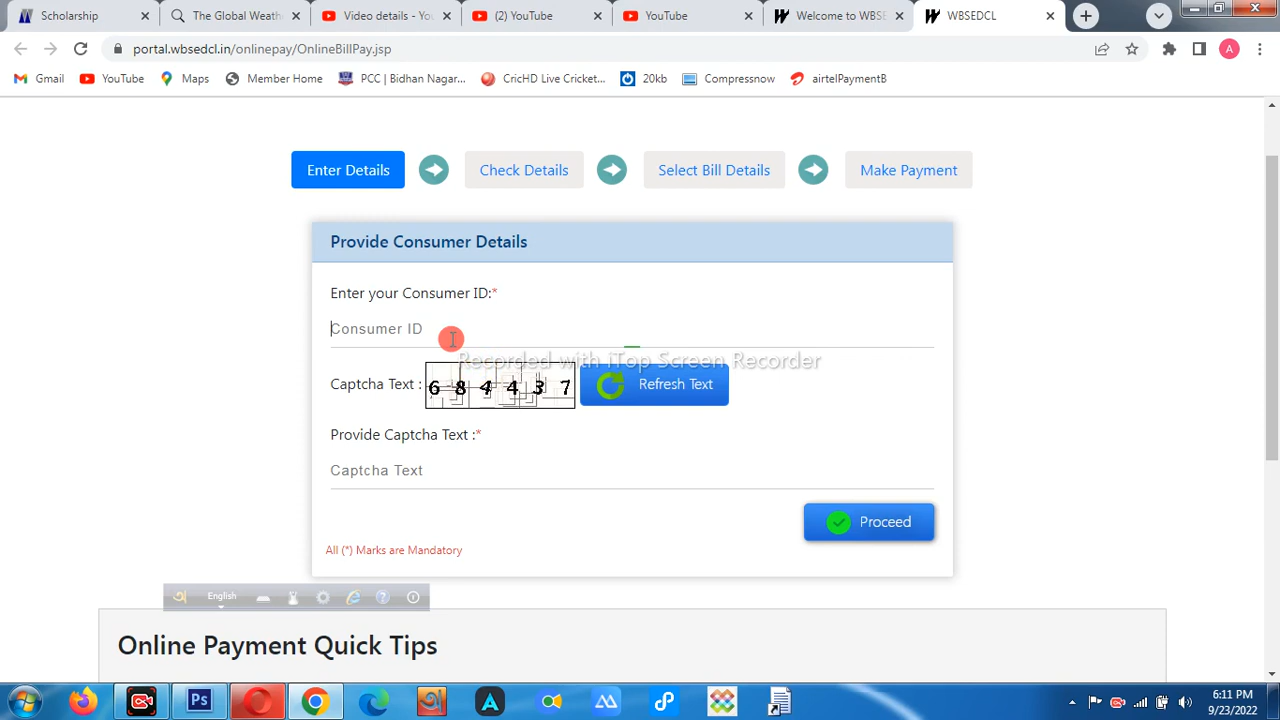 Scholarship
The Global Weath
Video details - Yo
YouTube
YouTube
Welcome to WBSE
WBSEDCL
portal.wbsedcl.in/onlinepay/OnlineBillPay.jsp
A
Gmail
YouTube
Maps
Member Home
PCC | Bidhan Nagar...
CricHD Live Cricket...
20kb
Compressnow
airtelPaymentB
Enter Details
Check Details
Select Bill Details
Make Payment
Provide Consumer Details
Enter your Consumer ID:*
Consumer ID
Recorded with iTop Screen Recorder
Captcha Text :
6 8 4 4 3 7
Refresh Text
Provide Captcha Text :*
Captcha Text
Proceed
All (*) Marks are Mandatory
English
Online Payment Quick Tips
Ps
6:11 PM
9/23/2022